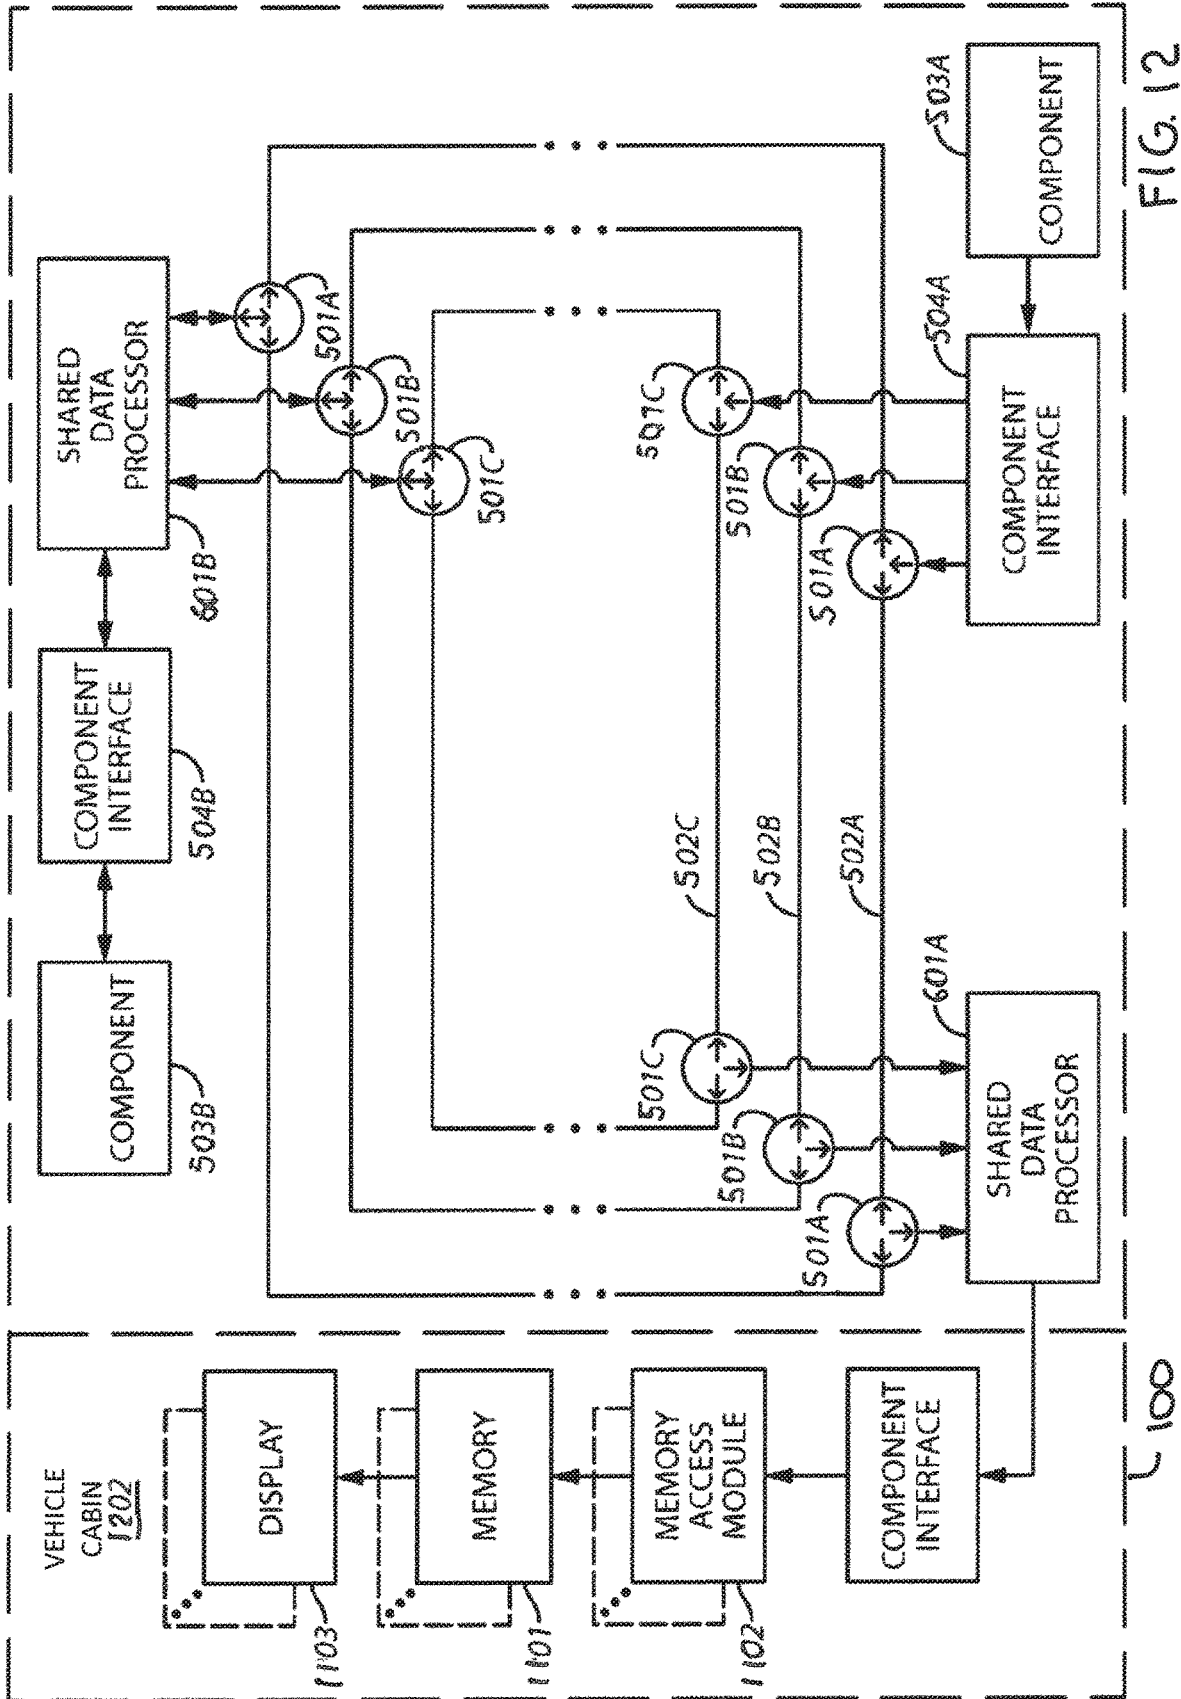 VEHICLE
CABIN
1202
DISPLAY
1103
MEMORY
1101
MEMORY
ACCESS
MODULE
1102
COMPONENT
INTERFACE
100
COMPONENT
503B
COMPONENT
INTERFACE
504B
SHARED
DATA
PROCESSOR
601B
501A
501B
501C
501C
501B
501A
502C
502B
502A
501C
501B
501A
SHARED
DATA
PROCESSOR
601A
COMPONENT
INTERFACE
504A
COMPONENT
503A
FIG. 12